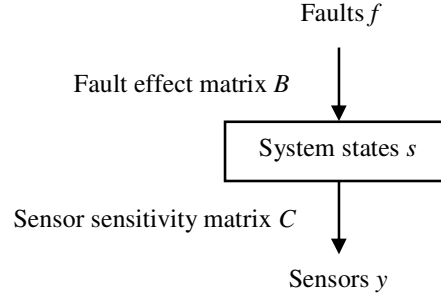 Faults f
Fault effect matrix B
System states s
Sensor sensitivity matrix C
Sensors y